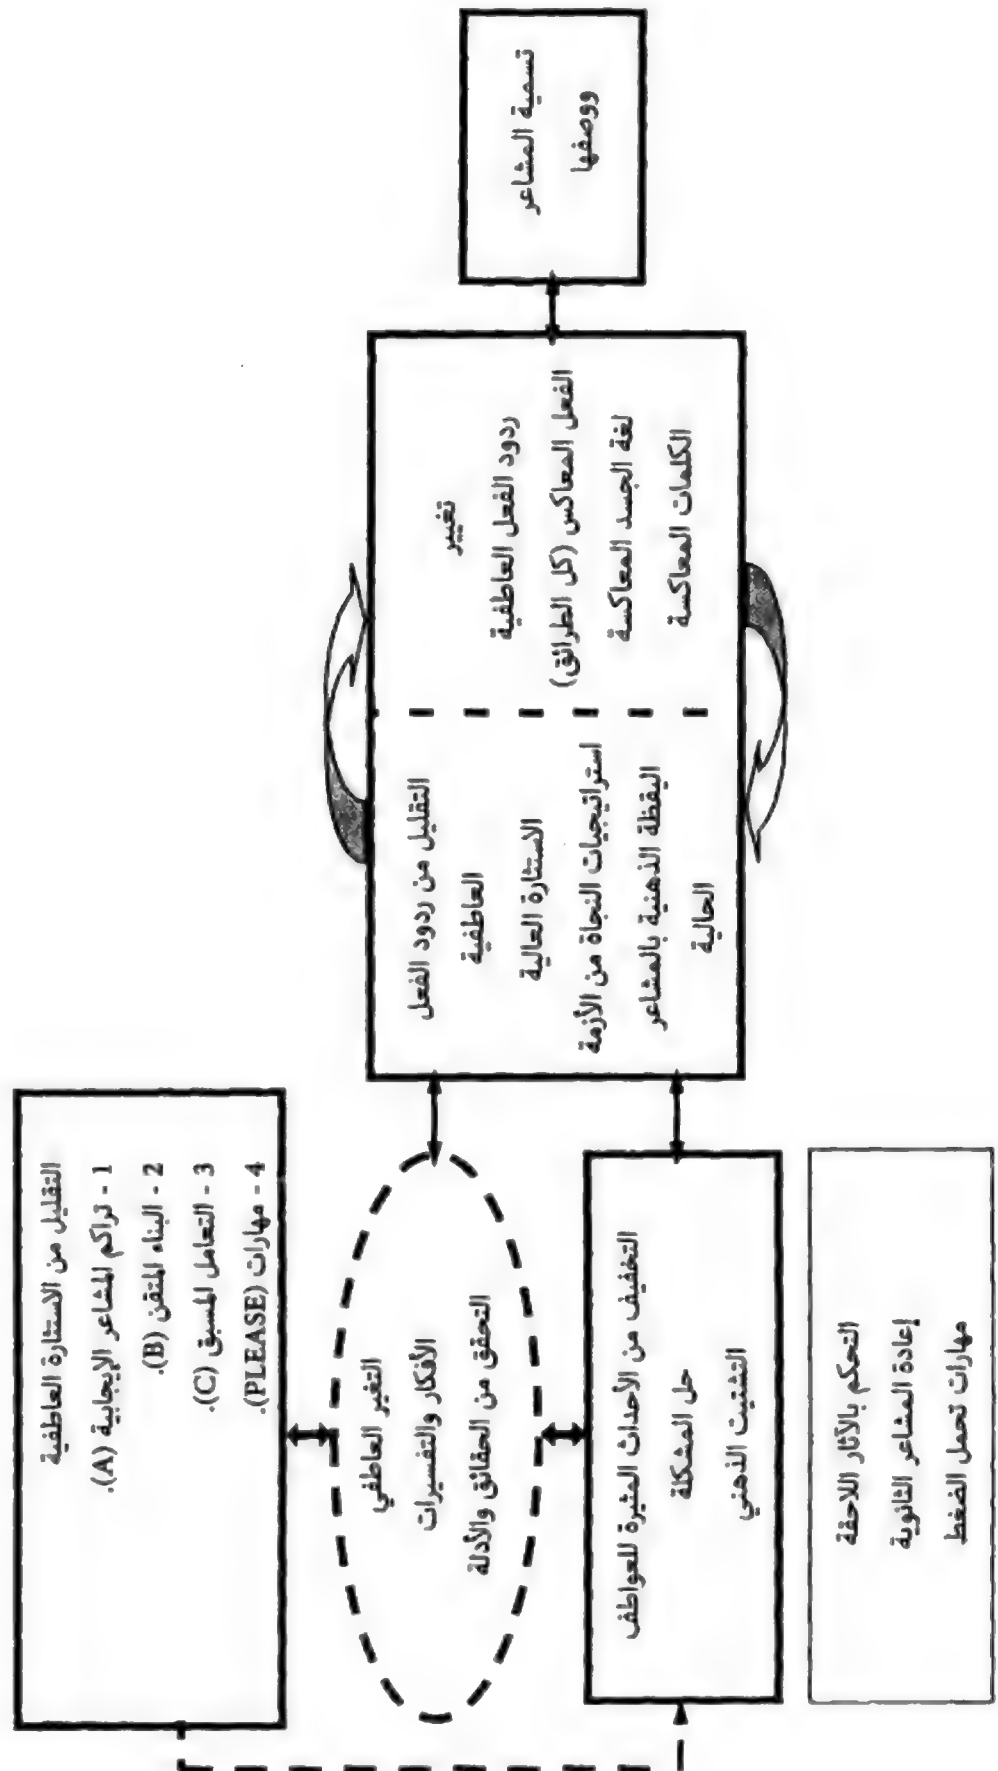 التقليل من الاستثارة العاطفية
1 - تراكم المشاعر الإيجابية (A).
2 - البناء المتقن (B).
3 - التعامل المسبق (C).
4 - مهارات (PLEASE).
التغير العاطفي
الأفكار والتفسيرات
التحقق من الحقائق والأدلة
التخفيف من الأحداث المثيرة للعواطف
حل المشكلة
التشتيت الذهني
التحكم بالآثار اللاحقة
إعادة المشاعر الثانوية
مهارات تحمل الضغط
التقليل من ردود الفعل
العاطفية
الاستثارة العالية
استراتيجيات النجاة من الأزمة
اليقظة الذهنية بالمشاعر
الحالية
تغيير
ردود الفعل العاطفية
الفعل المعاكس (كل الطرائق)
لغة الجسد المعاكسة
الكلمات المعاكسة
تسمية المشاعر
ووصفها